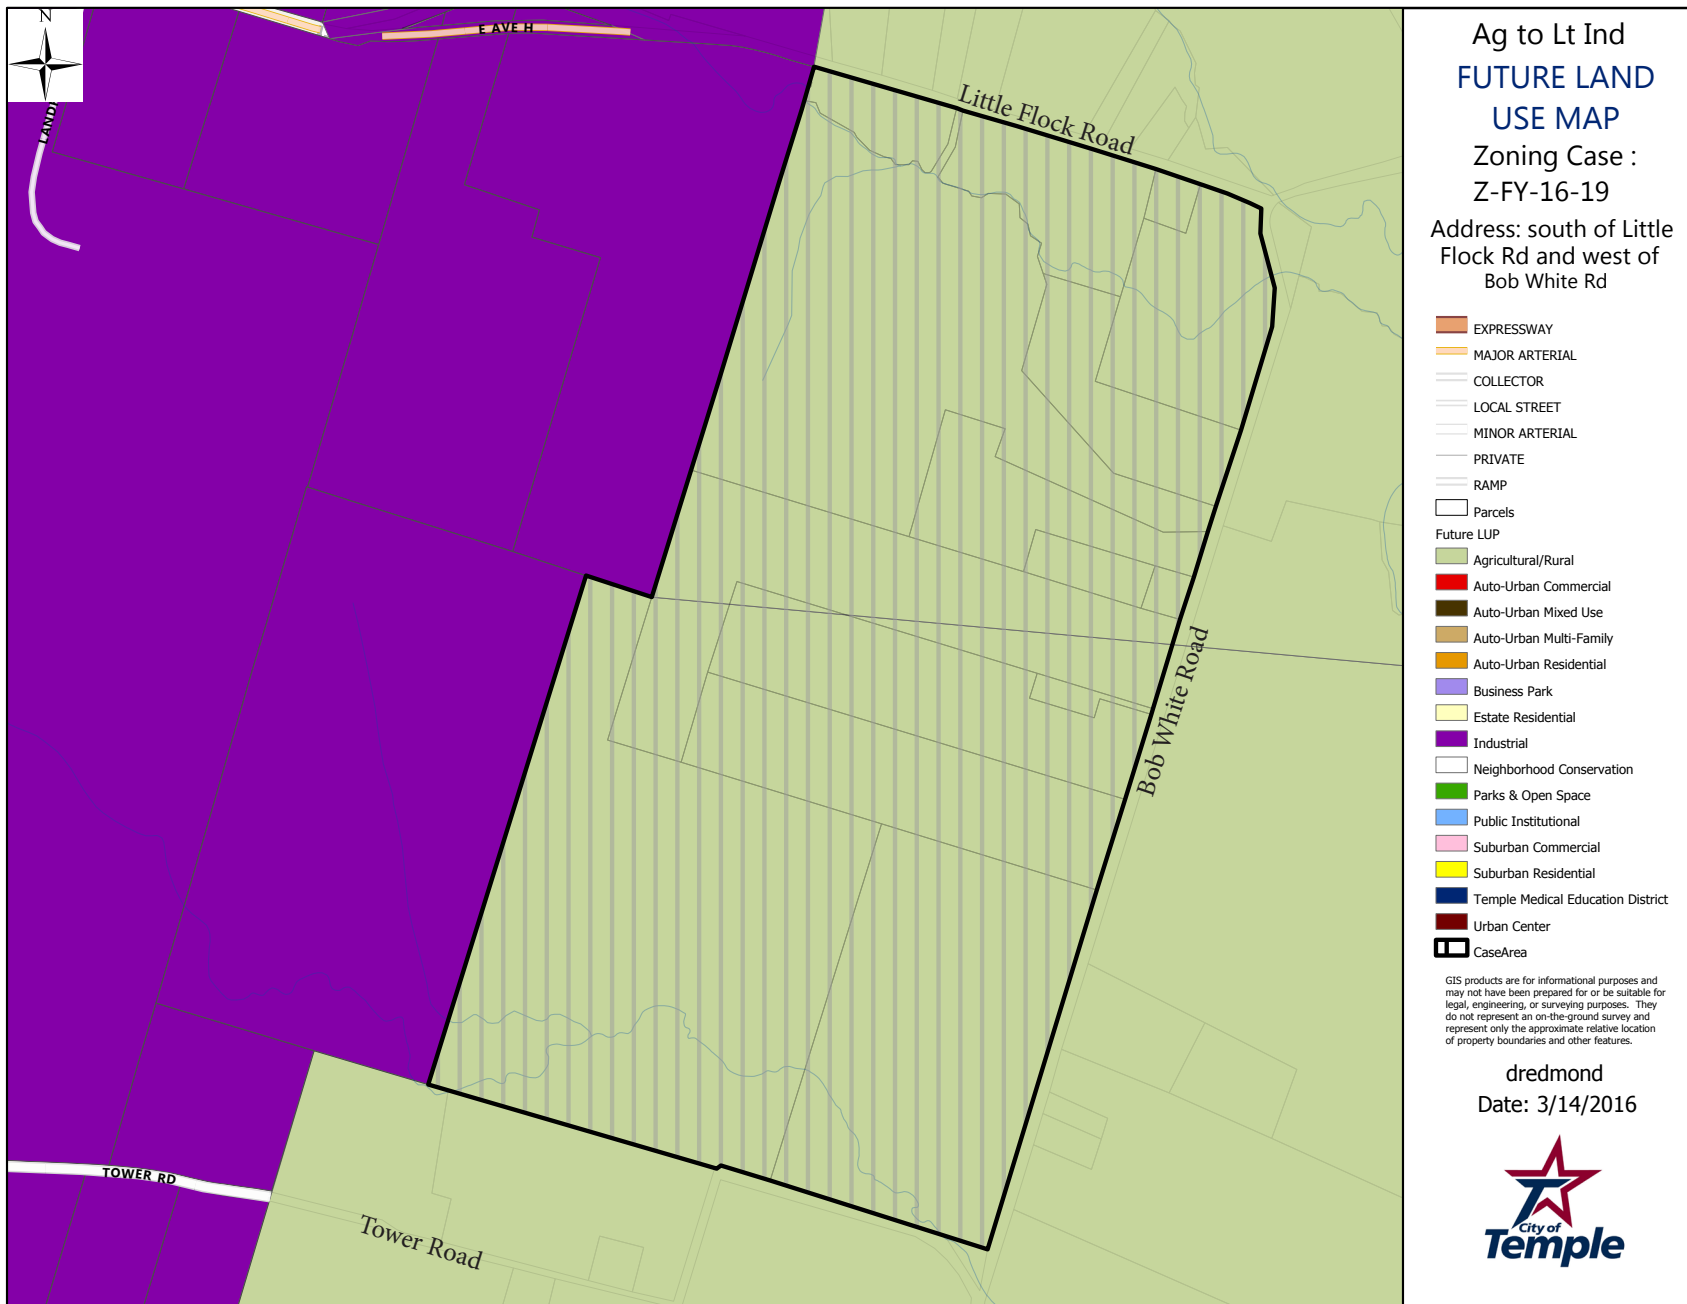 N
E AVE H
Little Flock Road
Bob White Road
TOWER RD
Tower Road
Ag to Lt Ind
FUTURE LAND
USE MAP
Zoning Case :
Z-FY-16-19
Address: south of Little
Flock Rd and west of
Bob White Rd
EXPRESSWAY
MAJOR ARTERIAL
COLLECTOR
LOCAL STREET
MINOR ARTERIAL
PRIVATE
RAMP
Parcels
Future LUP
Agricultural/Rural
Auto-Urban Commercial
Auto-Urban Mixed Use
Auto-Urban Multi-Family
Auto-Urban Residential
Business Park
Estate Residential
Industrial
Neighborhood Conservation
Parks & Open Space
Public Institutional
Suburban Commercial
Suburban Residential
Temple Medical Education District
Urban Center
CaseArea
GIS products are for informational purposes and
may not have been prepared for or be suitable for
legal, engineering, or surveying purposes. They
do not represent an on-the-ground survey and
represent only the approximate relative location
of property boundaries and other features.
dredmond
Date: 3/14/2016
City of
Temple